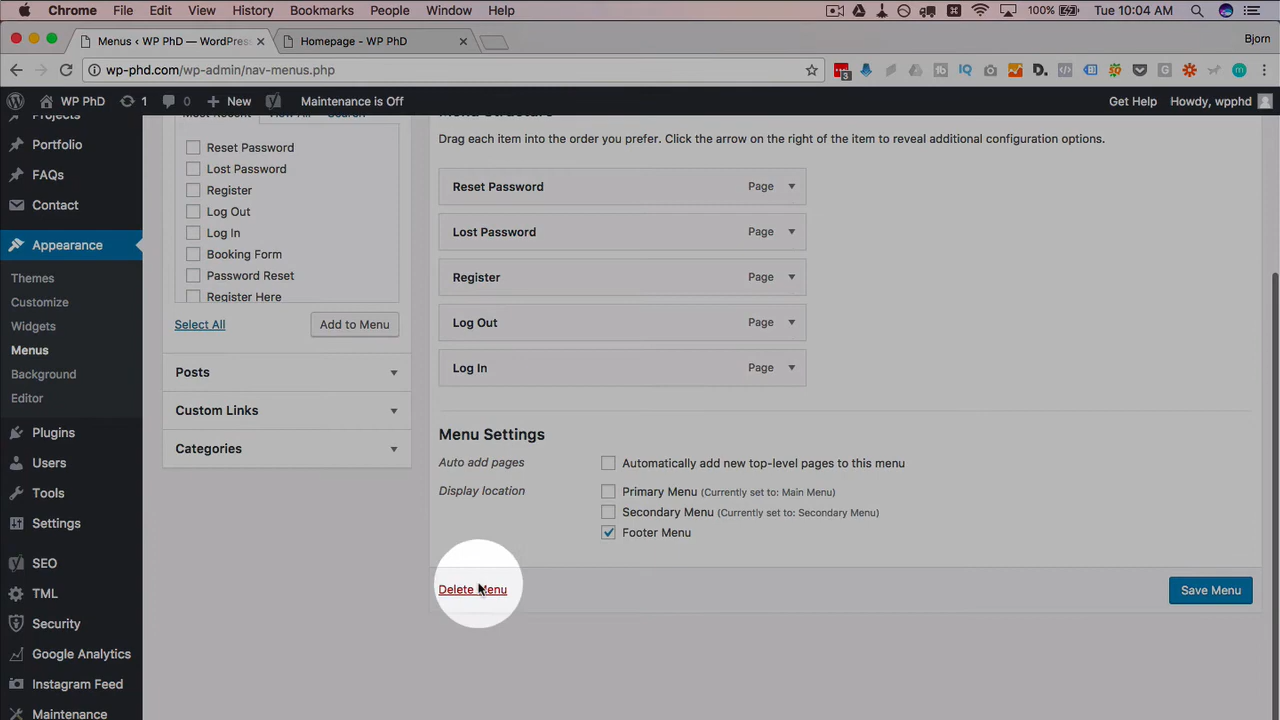 Chrome File Edit View History Bookmarks People Window Help 100% Tue 10:04 AM
Menus ‹ WP PhD — WordPres Homepage - WP PhD Bjorn
wp-phd.com/wp-admin/nav-menus.php
WP PhD 1 0 New Maintenance is Off Get Help Howdy, wpphd
Projects
Portfolio
FAQs
Contact
Appearance
Themes
Customize
Widgets
Menus
Background
Editor
Plugins
Users
Tools
Settings
SEO
TML
Security
Google Analytics
Instagram Feed
Maintenance
Most Recent View All Search
Reset Password
Lost Password
Register
Log Out
Log In
Booking Form
Password Reset
Register Here
Select All Add to Menu
Posts
Custom Links
Categories
Menu Structure
Drag each item into the order you prefer. Click the arrow on the right of the item to reveal additional configuration options.
Reset Password Page
Lost Password Page
Register Page
Log Out Page
Log In Page
Menu Settings
Auto add pages Automatically add new top-level pages to this menu
Display location Primary Menu (Currently set to: Main Menu)
Secondary Menu (Currently set to: Secondary Menu)
Footer Menu
Delete Menu Save Menu